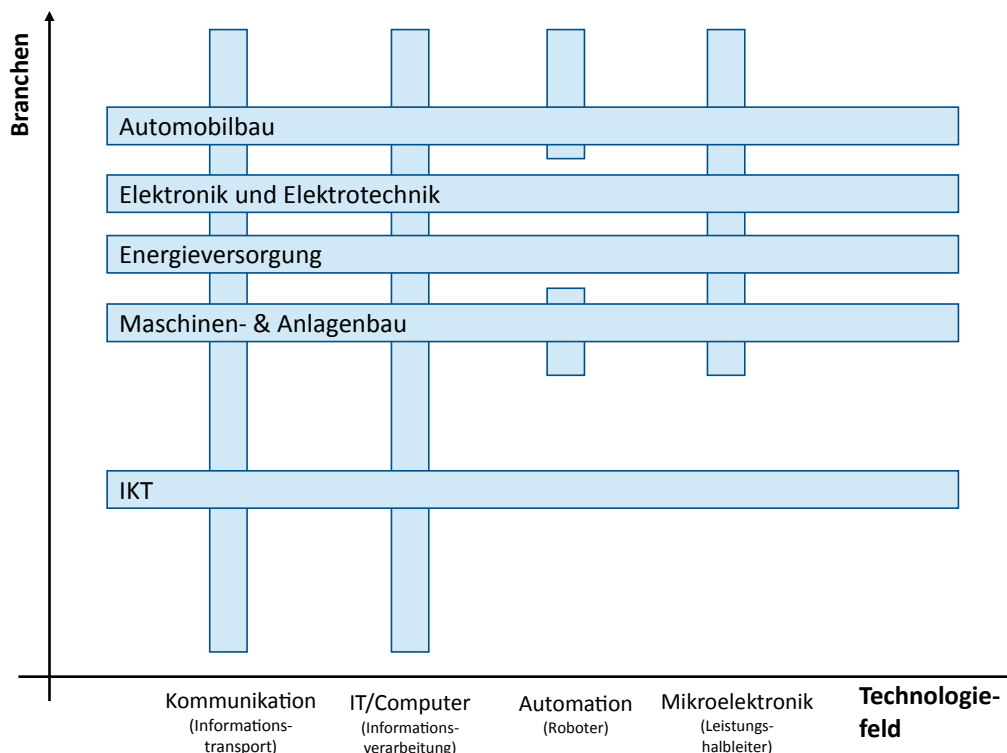 Branchen
Automobilbau
Elektronik und Elektrotechnik
Energieversorgung
Maschinen- & Anlagenbau
IKT
Kommunikation
(Informations-
transport)
IT/Computer
(Informations-
verarbeitung)
Automation
(Roboter)
Mikroelektronik
(Leistungs-
halbleiter)
Technologie-
feld